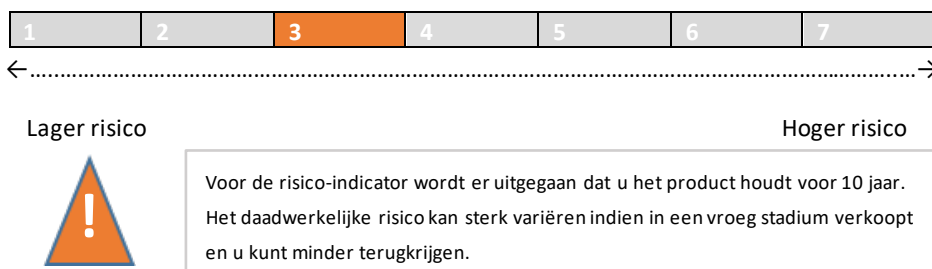 1 2 3 4 5 6 7
←…………………………………………………………………………………………………………………→
Lager risico Hoger risico
!
Voor de risico-indicator wordt er uitgegaan dat u het product houdt voor 10 jaar.
Het daadwerkelijke risico kan sterk variëren indien in een vroeg stadium verkoopt
en u kunt minder terugkrijgen.